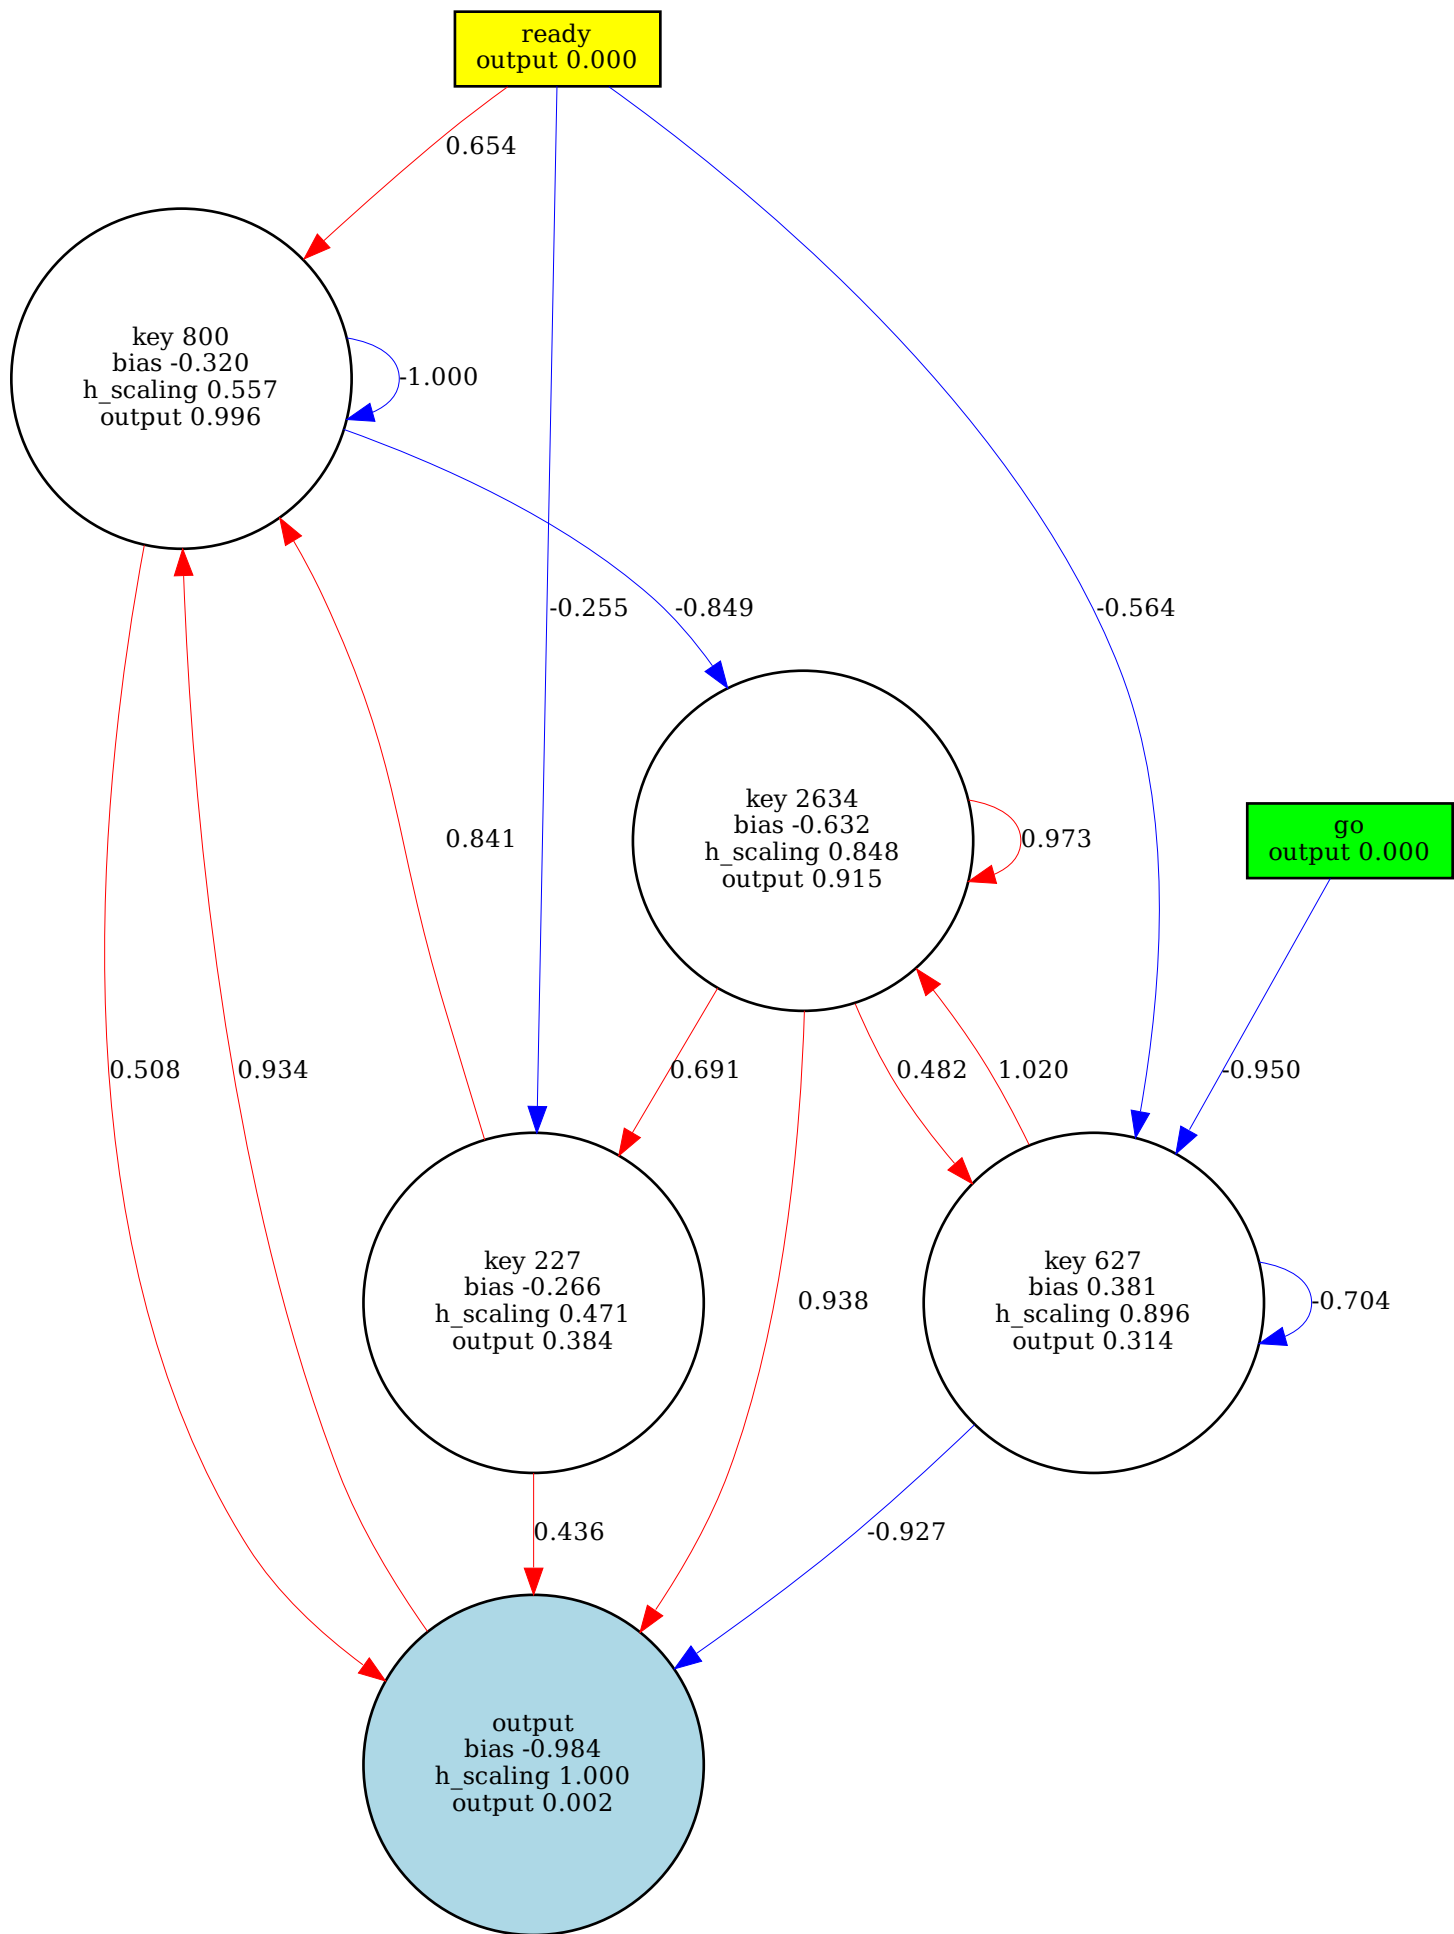 ready
output 0.000
0.654
key 800
bias -0.320
h_scaling 0.557
output 0.996
-1.000
-0.255
-0.849
-0.564
key 2634
bias -0.632
h_scaling 0.848
output 0.915
0.973
go
output 0.000
0.841
0.508
0.934
0.691
0.482
1.020
-0.950
key 227
bias -0.266
h_scaling 0.471
output 0.384
0.938
key 627
bias 0.381
h_scaling 0.896
output 0.314
-0.704
0.436
-0.927
output
bias -0.984
h_scaling 1.000
output 0.002